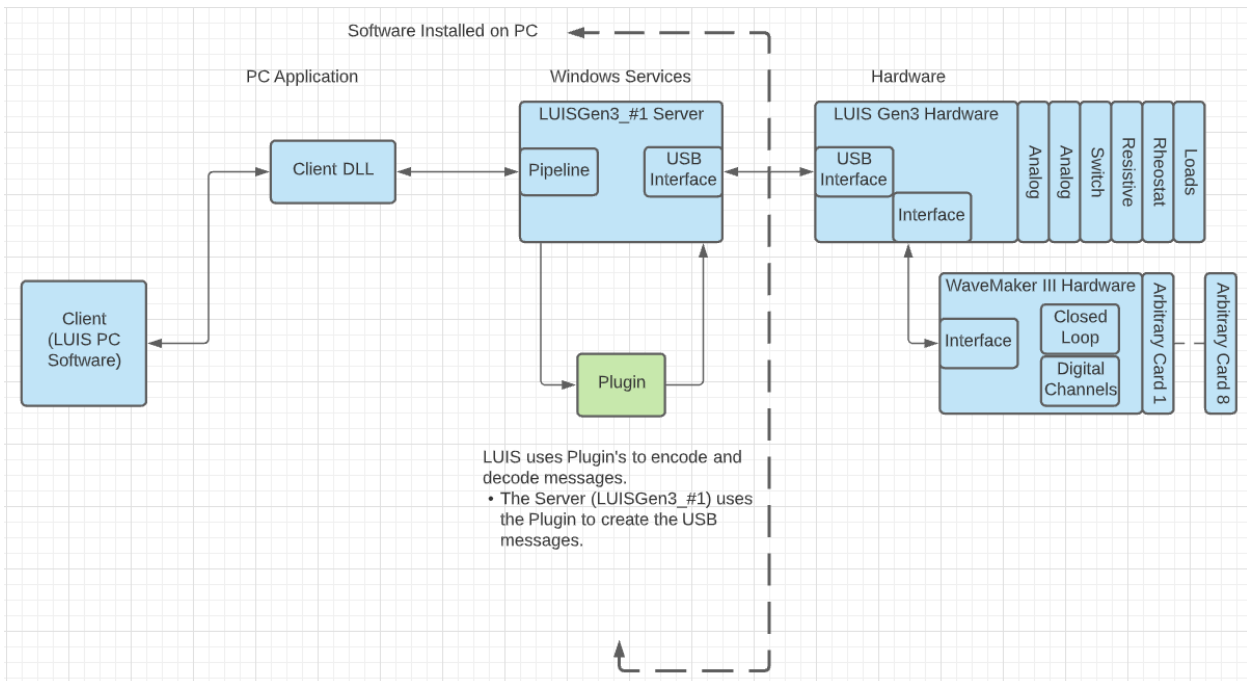 Software Installed on PC
PC Application
Windows Services
Hardware
LUISGen3_#1 Server
Pipeline
USB
Interface
Client DLL
Client
(LUIS PC
Software)
Plugin
LUIS uses Plugin's to encode and
decode messages.
• The Server (LUISGen3_#1) uses
the Plugin to create the USB
messages.
LUIS Gen3 Hardware
USB
Interface
Interface
Analog
Analog
Switch
Resistive
Rheostat
Loads
WaveMaker III Hardware
Interface
Closed
Loop
Digital
Channels
Arbitrary Card 1
Arbitrary Card 8